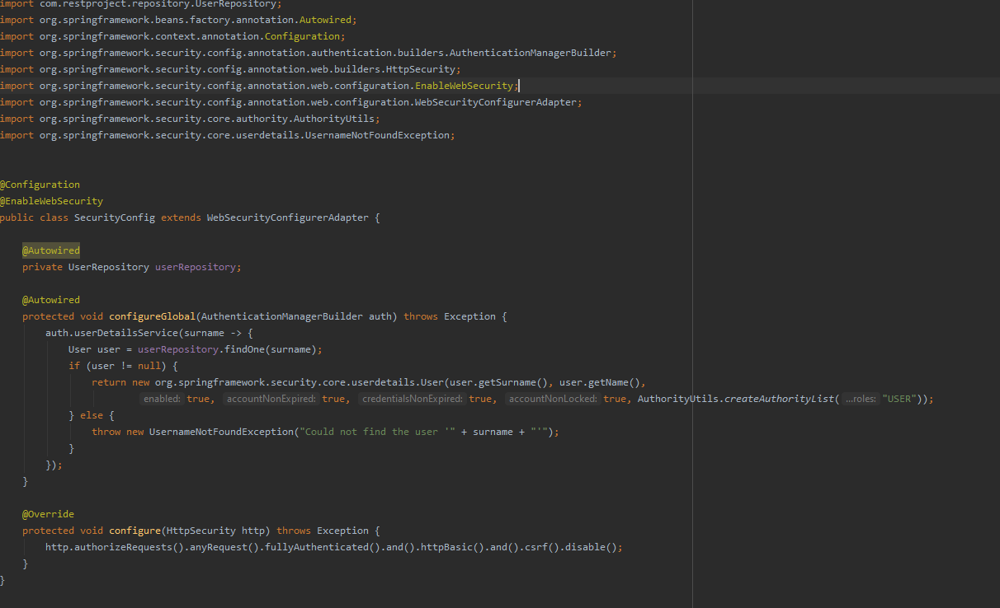 import com.restproject.repository.UserRepository;
import org.springframework.beans.factory.annotation.Autowired;
import org.springframework.context.annotation.Configuration;
import org.springframework.security.config.annotation.authentication.builders.AuthenticationManagerBuilder;
import org.springframework.security.config.annotation.web.builders.HttpSecurity;
import org.springframework.security.config.annotation.web.configuration.EnableWebSecurity;
import org.springframework.security.config.annotation.web.configuration.WebSecurityConfigurerAdapter;
import org.springframework.security.core.authority.AuthorityUtils;
import org.springframework.security.core.userdetails.UsernameNotFoundException;
@Configuration
@EnableWebSecurity
public class SecurityConfig extends WebSecurityConfigurerAdapter {
@Autowired
private UserRepository userRepository;
@Autowired
protected void configureGlobal(AuthenticationManagerBuilder auth) throws Exception {
auth.userDetailsService(surname -> {
User user = userRepository.findOne(surname);
if (user != null) {
return new org.springframework.security.core.userdetails.User(user.getSurname(), user.getName(),
enabled: true, accountNonExpired: true, credentialsNonExpired: true, accountNonLocked: true, AuthorityUtils.createAuthorityList( ...roles: "USER"));
} else {
throw new UsernameNotFoundException("Could not find the user '" + surname + "'");
}
});
}
@Override
protected void configure(HttpSecurity http) throws Exception {
http.authorizeRequests().anyRequest().fullyAuthenticated().and().httpBasic().and().csrf().disable();
}
}